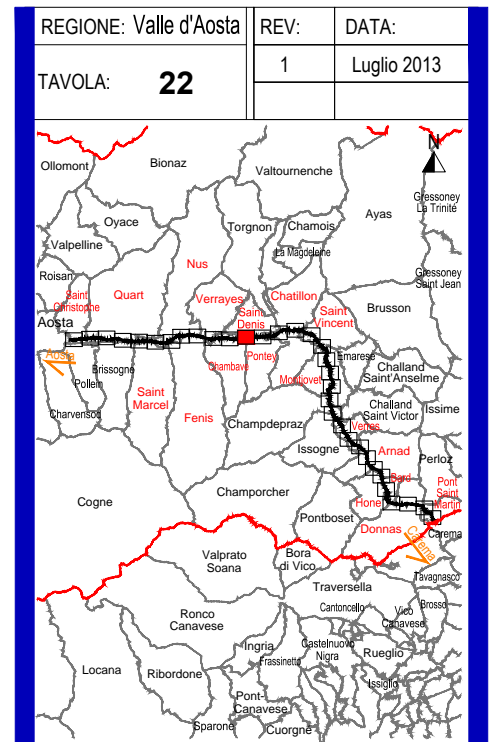 REGIONE: Valle d'Aosta
REV:
DATA:
TAVOLA: 22
1
Luglio 2013
N
Ollomont
Bionaz
Valtournenche
Ayas
Gressoney
La Trinité
Oyace
Torgnon
Chamois
Valpelline
La Magdeleine
Roisan
Nus
Gressoney
Saint Jean
Saint
Christophe
Quart
Verrayes
Chatillon
Brusson
Aosta
Saint
Denis
Saint
Vincent
Aosta
Brissogne
Chambave
Pontey
Emarese
Pollein
Montjovet
Challand
Saint'Anselme
Charvensod
Saint
Marcel
Fenis
Champdepraz
Challand
Saint Victor
Issime
Verres
Issogne
Arnad
Perloz
Bard
Cogne
Champorcher
Pont
Saint
Martin
Hone
Pontboset
Donnas
Carema
Carema
Valprato
Soana
Bora
di Vico
Tavagnasco
Traversella
Cantoncello
Vico
Canavese
Brosso
Ronco
Canavese
Ingria
Castelnuovo
Nigra
Rueglio
Frassinetto
Locana
Ribordone
Issiglio
Pont-
Canavese
Sparone
Cuorgne